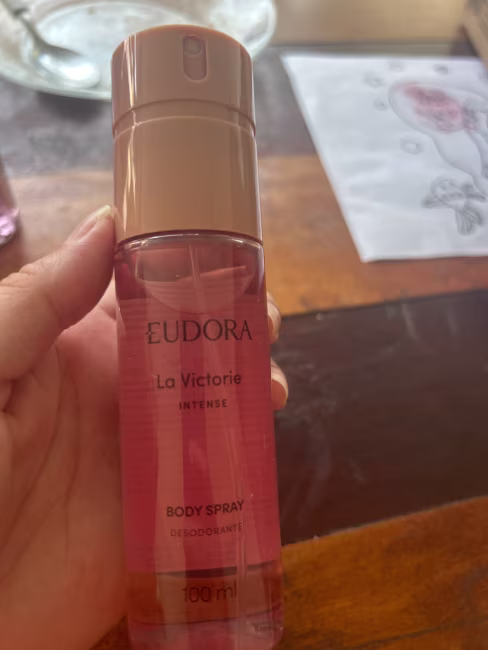 EUDORA
La Victorie
INTENSE
BODY SPRAY
DESODORANTE
100 ml